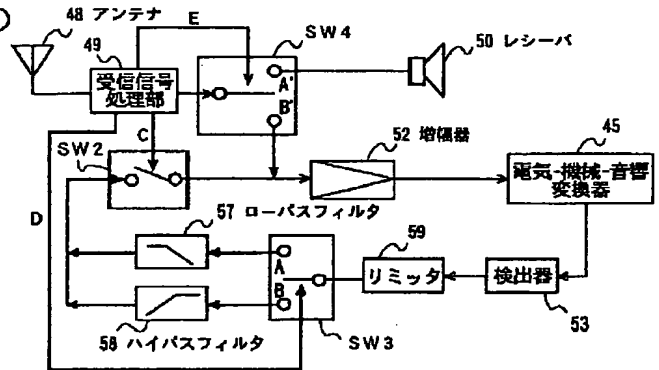 48 アンテナ
E
SW4
49
受信信号
処理部
A'
B'
50 レシーバ
C
SW2
52 増幅器
45
電気-機械-音響
変換器
D
57 ローパスフィルタ
59
A
B
リミッタ
検出器
53
58 ハイパスフィルタ
SW3